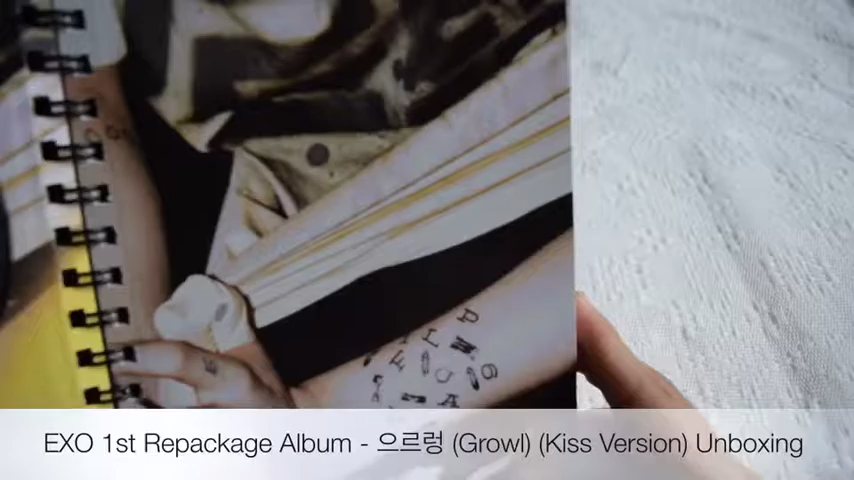 EXO 1st Repackage Album - 으르렁 (Growl) (Kiss Version) Unboxing